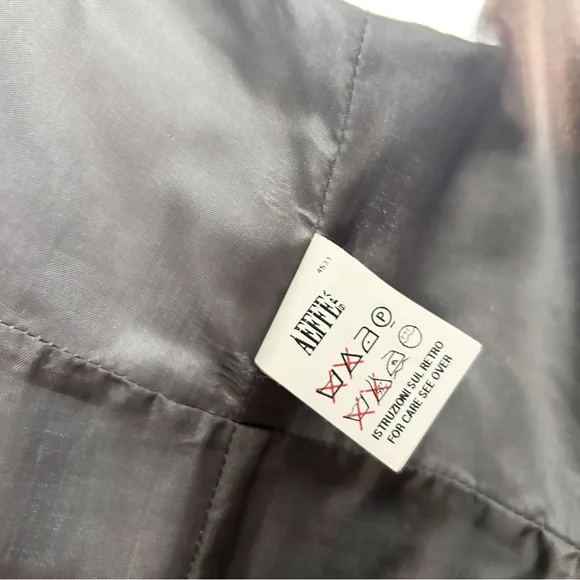 4531
AEFFE
S.p.A.
P
ISTRUZIONI SUL RETRO
FOR CARE SEE OVER